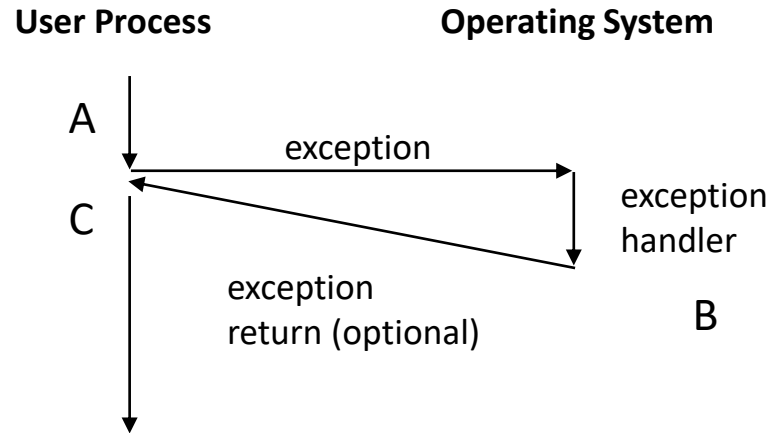 User Process
Operating System
A
exception
C
exception
handler
exception
return (optional)
B